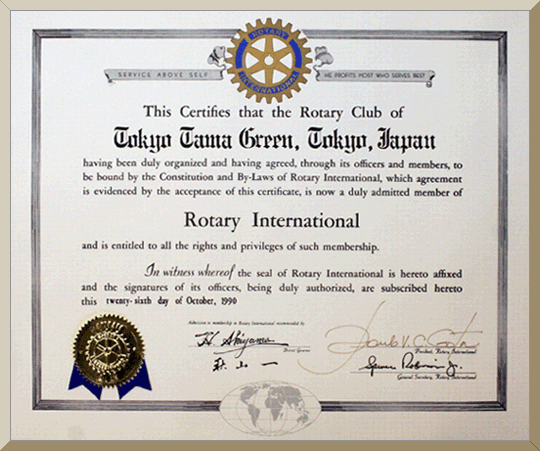 ROTARY
INTERNATIONAL
SERVICE ABOVE SELF
HE PROFITS MOST WHO SERVES BEST
This Certifies that the Rotary Club of
Tokyo Tama Green, Tokyo, Japan
having been duly organized and having agreed, through its officers and members, to
be bound by the Constitution and By-Laws of Rotary International, which agreement
is evidenced by the acceptance of this certificate, is now a duly admitted member of
Rotary International
and is entitled to all the rights and privileges of such membership.
In witness whereof the seal of Rotary International is hereto affixed
and the signatures of its officers, being duly authorized, are subscribed hereto
this twenty-sixth day of October, 1990
Admission to membership in Rotary International recommended by
H Akiyama
District Governor
秋山一
Paulo V.C. Costa
President, Rotary International
General Secretary, Rotary International